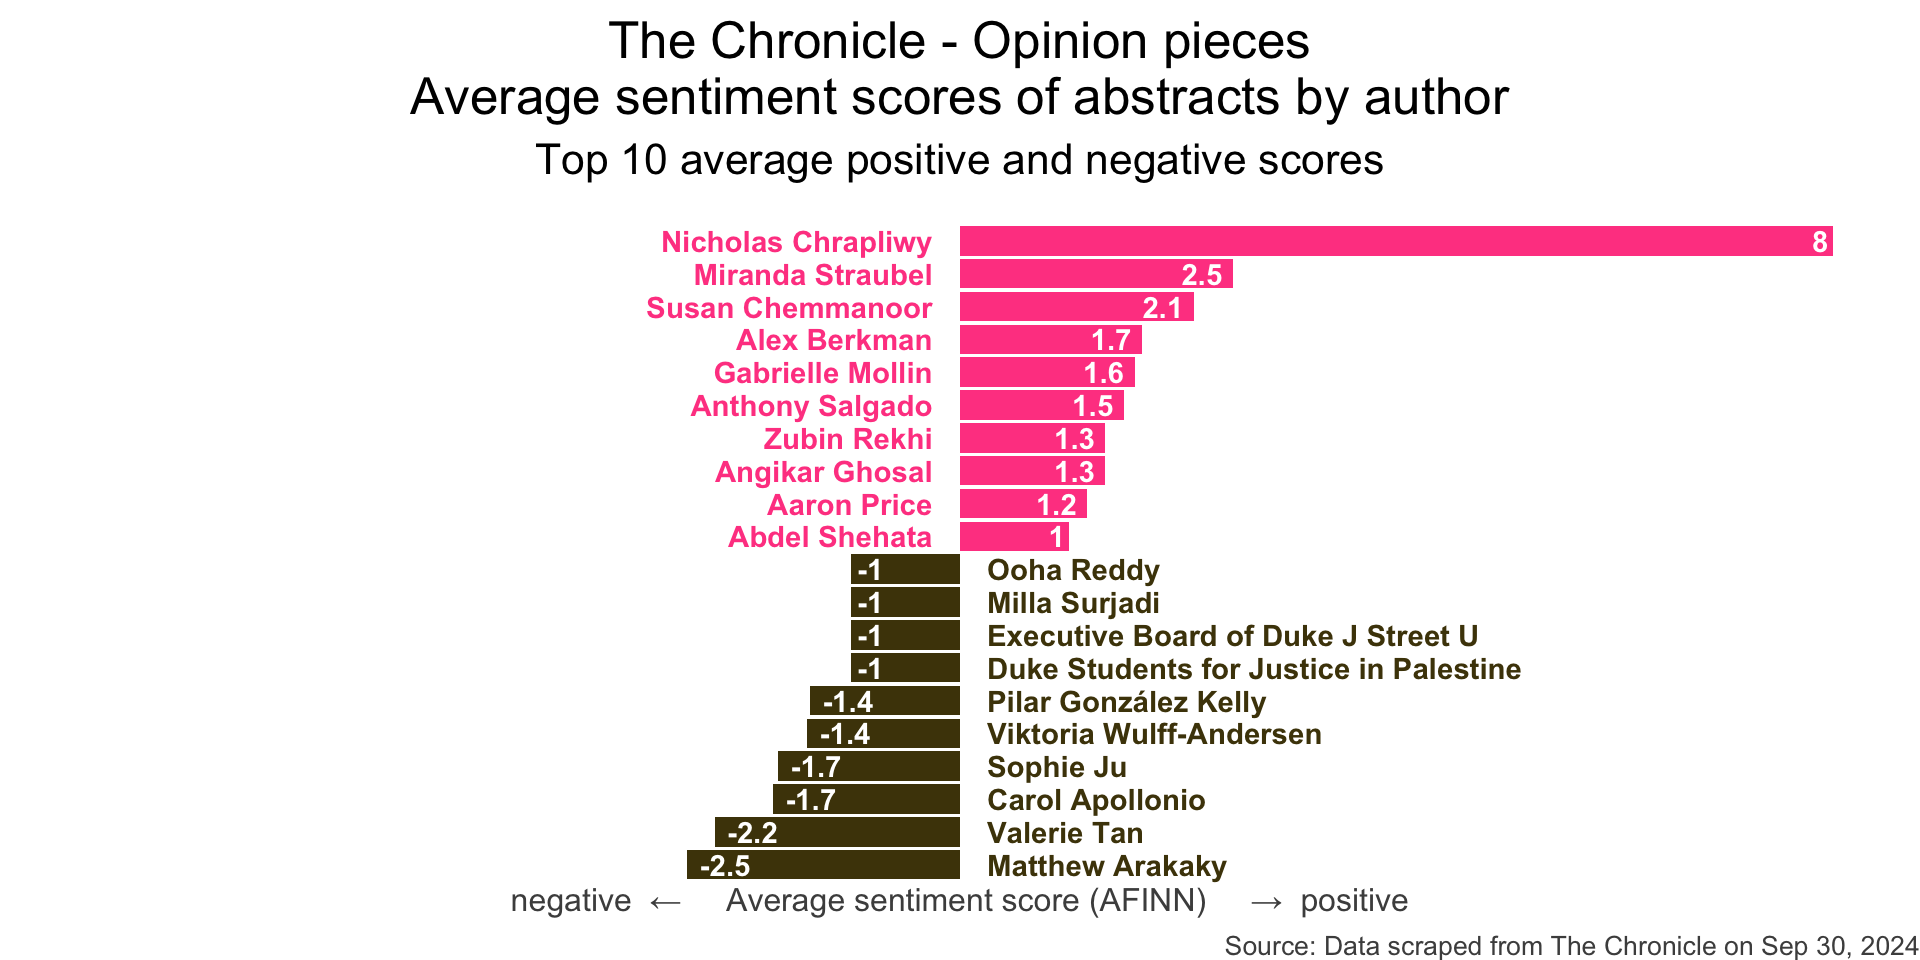 The Chronicle - Opinion pieces
Average sentiment scores of abstracts by author
Top 10 average positive and negative scores
Nicholas Chrapliwy 8
Miranda Straubel 2.5
Susan Chemmanoor 2.1
Alex Berkman 1.7
Gabrielle Mollin 1.6
Anthony Salgado 1.5
Zubin Rekhi 1.3
Angikar Ghosal 1.3
Aaron Price 1.2
Abdel Shehata 1
-1 Ooha Reddy
-1 Milla Surjadi
-1 Executive Board of Duke J Street U
-1 Duke Students for Justice in Palestine
-1.4 Pilar González Kelly
-1.4 Viktoria Wulff-Andersen
-1.7 Sophie Ju
-1.7 Carol Apollonio
-2.2 Valerie Tan
-2.5 Matthew Arakaky
negative ← Average sentiment score (AFINN) → positive
Source: Data scraped from The Chronicle on Sep 30, 2024